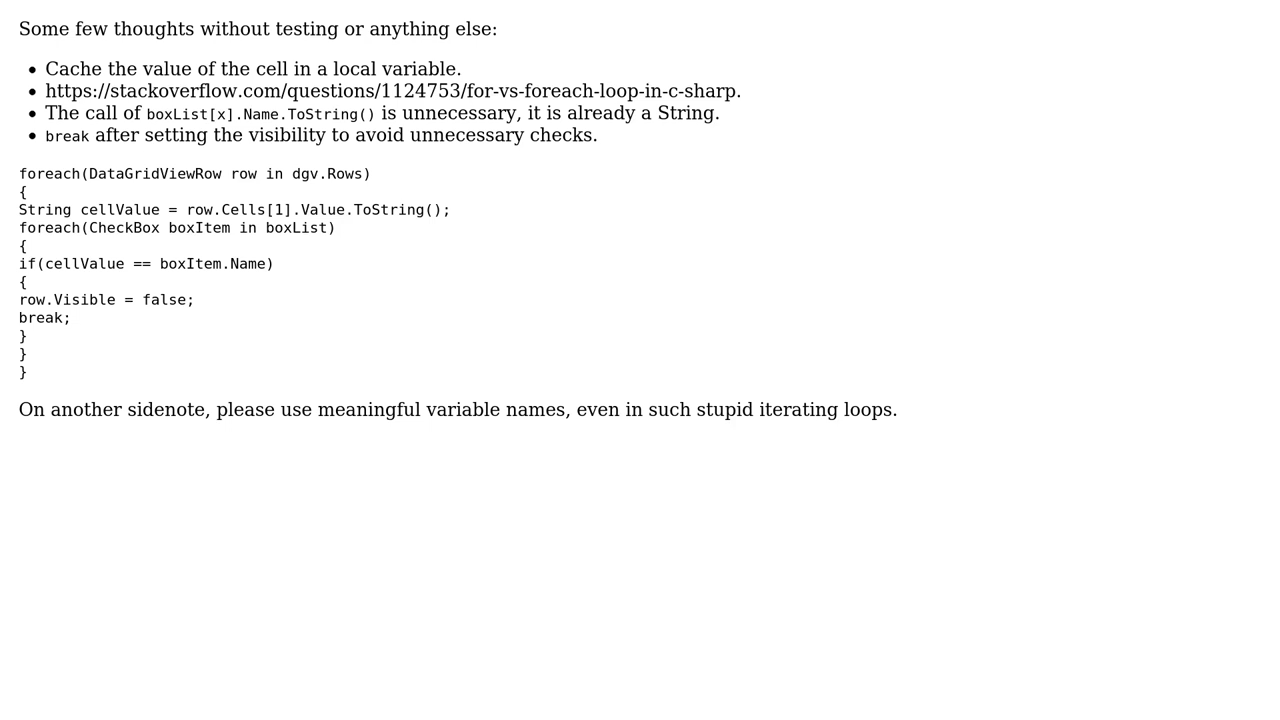 Some few thoughts without testing or anything else:
• Cache the value of the cell in a local variable.
• https://stackoverflow.com/questions/1124753/for-vs-foreach-loop-in-c-sharp.
• The call of boxList[x].Name.ToString() is unnecessary, it is already a String.
• break after setting the visibility to avoid unnecessary checks.
foreach(DataGridViewRow row in dgv.Rows)
{
String cellValue = row.Cells[1].Value.ToString();
foreach(CheckBox boxItem in boxList)
{
if(cellValue == boxItem.Name)
{
row.Visible = false;
break;
}
}
}
On another sidenote, please use meaningful variable names, even in such stupid iterating loops.